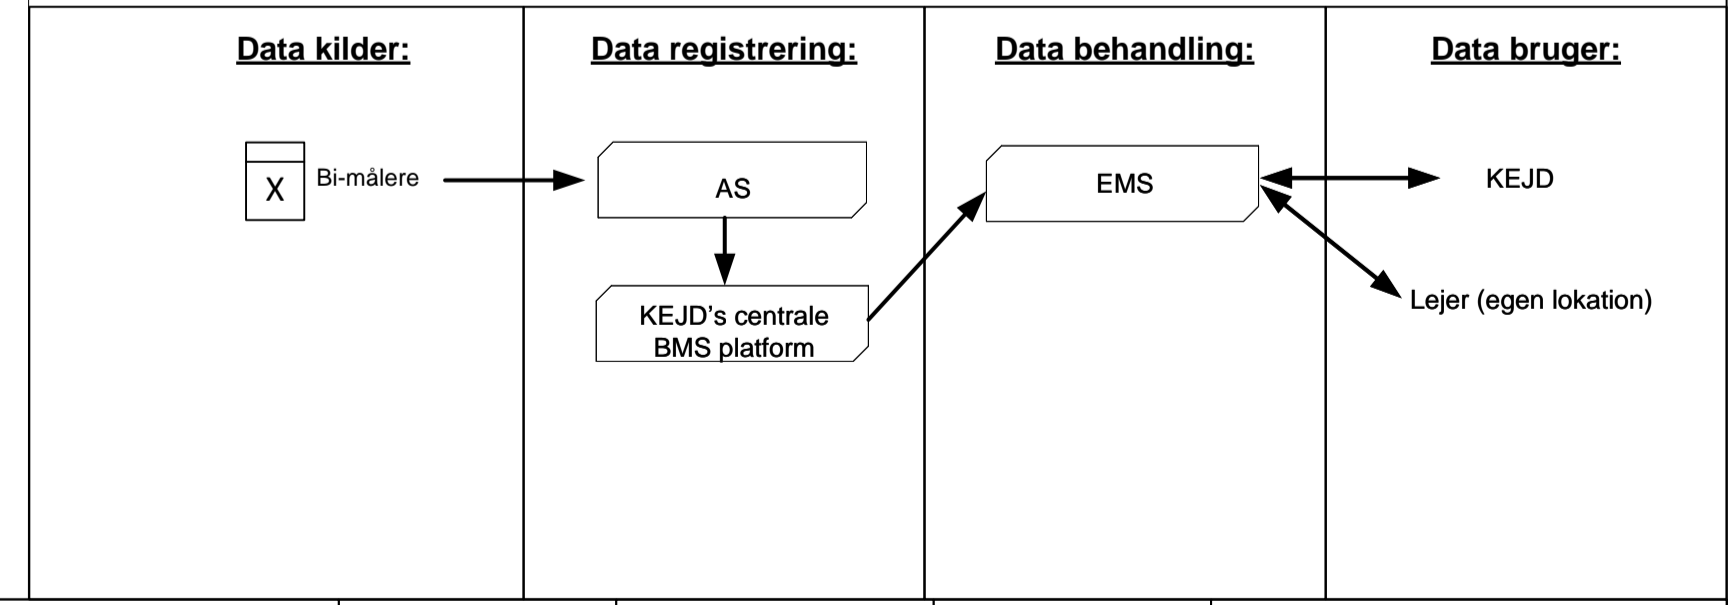 Data kilder:
Data registrering:
Data behandling:
Data bruger:
X
Bi-målere
AS
EMS
KEJD
KEJD's centrale
BMS platform
Lejer (egen lokation)